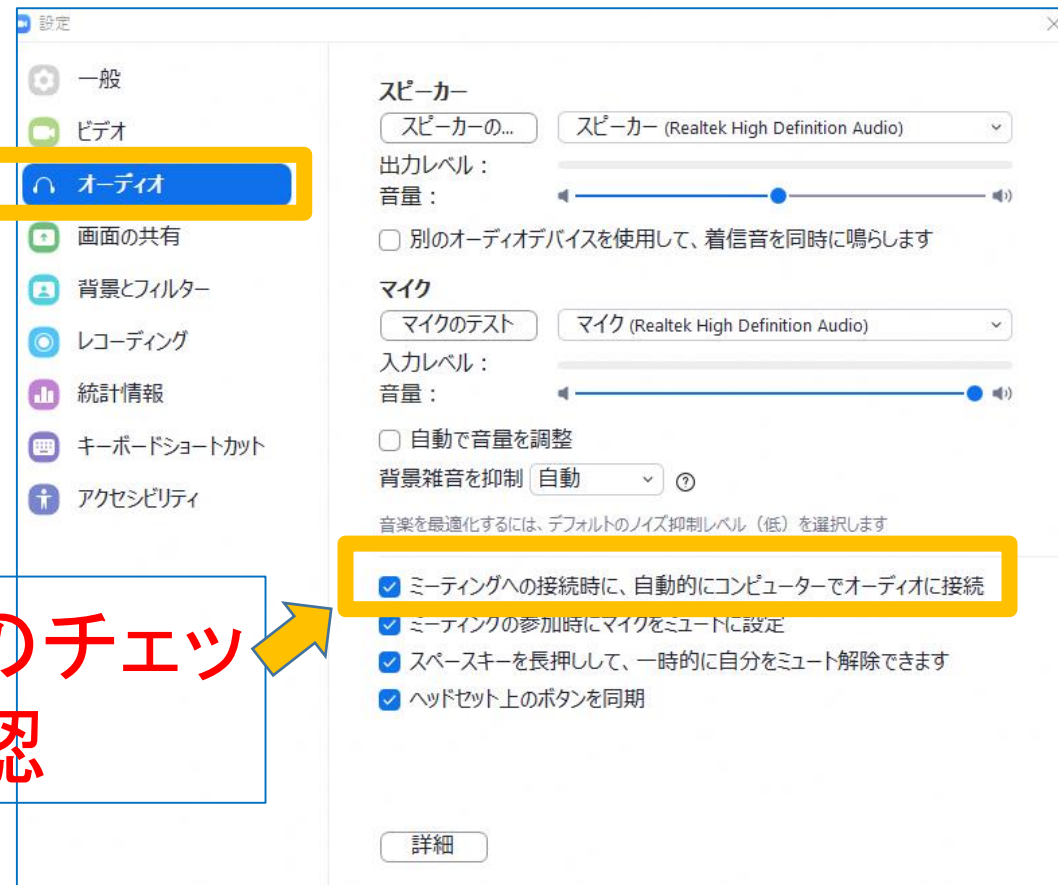 設定
一般
ビデオ
オーディオ
画面の共有
背景とフィルター
レコーディング
統計情報
キーボードショートカット
アクセシビリティ
のチェッ
認
スピーカー
スピーカーの... スピーカー (Realtek High Definition Audio)
出力レベル：
音量：
別のオーディオデバイスを使用して、着信音を同時に鳴らします
マイク
マイクのテスト マイク (Realtek High Definition Audio)
入力レベル：
音量：
自動で音量を調整
背景雑音を抑制 自動
音楽を最適化するには、デフォルトのノイズ抑制レベル（低）を選択します
ミーティングへの接続時に、自動的にコンピューターでオーディオに接続
ミーティングの参加時にマイクをミュートに設定
スペースキーを長押しして、一時的に自分をミュート解除できます
ヘッドセット上のボタンを同期
詳細